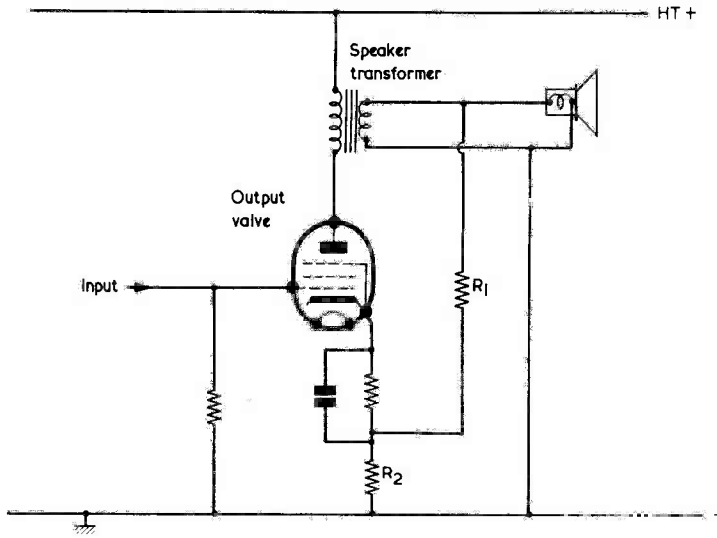 HT+
Speaker
transformer
Output
valve
Input
R1
R2